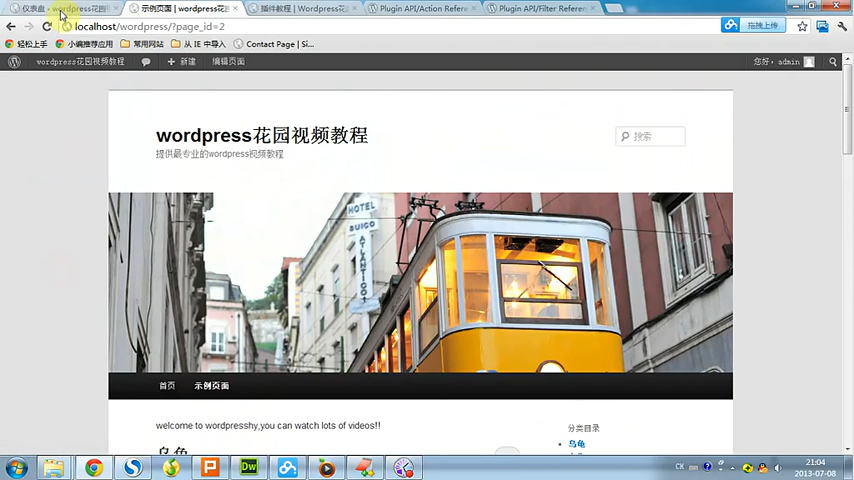 仪表盘 ‹ wordpress花园
示例页面 | wordpress花
插件教程 | WordPress花
Plugin API/Action Refere
Plugin API/Filter Referen
localhost/wordpress/?page_id=2
拖拽上传
轻松上手
小编推荐应用
常用网站
从 IE 中导入
Contact Page | Si...
wordpress花园视频教程
新建
编辑页面
您好, admin
wordpress花园视频教程
搜索
提供最专业的wordpress视频教程
HOTEL
SUICO
ATLANTICO
首页
示例页面
welcome to wordpresshy,you can watch lots of videos!!
分类目录
乌龟
乌龟
Dw
CK
21:04
2013-07-08